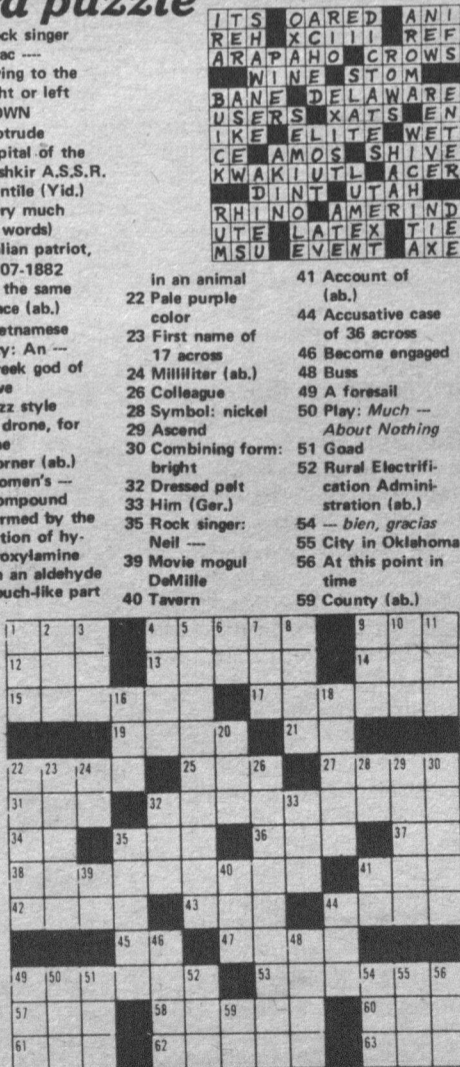 puzzle
ck singer
ac ----
ing to the
ht or left
OWN
otrude
pital of the
shkir A.S.S.R.
ntile (Yid.)
ry much
words)
lian patriot,
07-1882
the same
ce (ab.)
etnamese
y: An ---
eek god of
ve
zz style
drone, for
ne
orner (ab.)
omen's ---
ompound
rmed by the
tion of hy-
oxylamine
n an aldehyde
ouch-like part
in an animal
22 Pale purple
color
23 First name of
17 across
24 Milliliter (ab.)
26 Colleague
28 Symbol: nickel
29 Ascend
30 Combining form:
bright
32 Dressed pelt
33 Him (Ger.)
35 Rock singer:
Neil ----
39 Movie mogul
DeMille
40 Tavern
41 Account of
(ab.)
44 Accusative case
of 36 across
46 Become engaged
48 Buss
49 A foresail
50 Play: Much ---
About Nothing
51 Goad
52 Rural Electrifi-
cation Admini-
stration (ab.)
54 --- bien, gracias
55 City in Oklahoma
56 At this point in
time
59 County (ab.)
ITS OARED ANI
REH XCIII REF
ARAPAHO CROWS
WINE STOM
BANE DELAWARE
USERS XATS EN
IKE ELITE WET
CE AMOS SHIVE
KWAKIUTL ACER
DINT UTAH
RHINO AMERIND
UTE LATEX TIE
MSU EVENT AXE
1 2 3 4 5 6 7 8 9 10 11
12 13 14
15 16 17 18
19 20 21
22 23 24 25 26 27 28 29 30
31 32 33
34 35 36 37
38 39 40 41
42 43 44
45 46 47 48
49 50 51 52 53 54 55 56
57 58 59 60
61 62 63